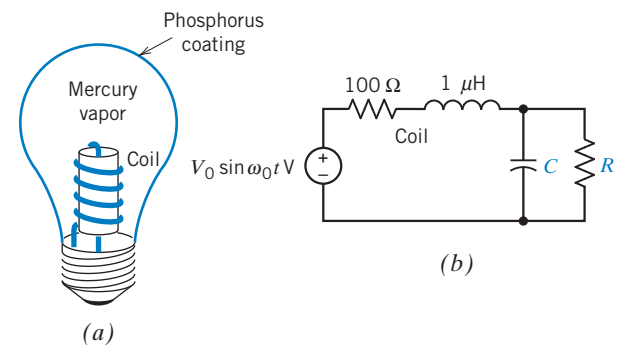 Phosphorus
coating
Mercury
vapor
Coil
(a)
100 Ω
1 μH
Coil
V₀ sin ω₀t V
+
−
C
R
(b)